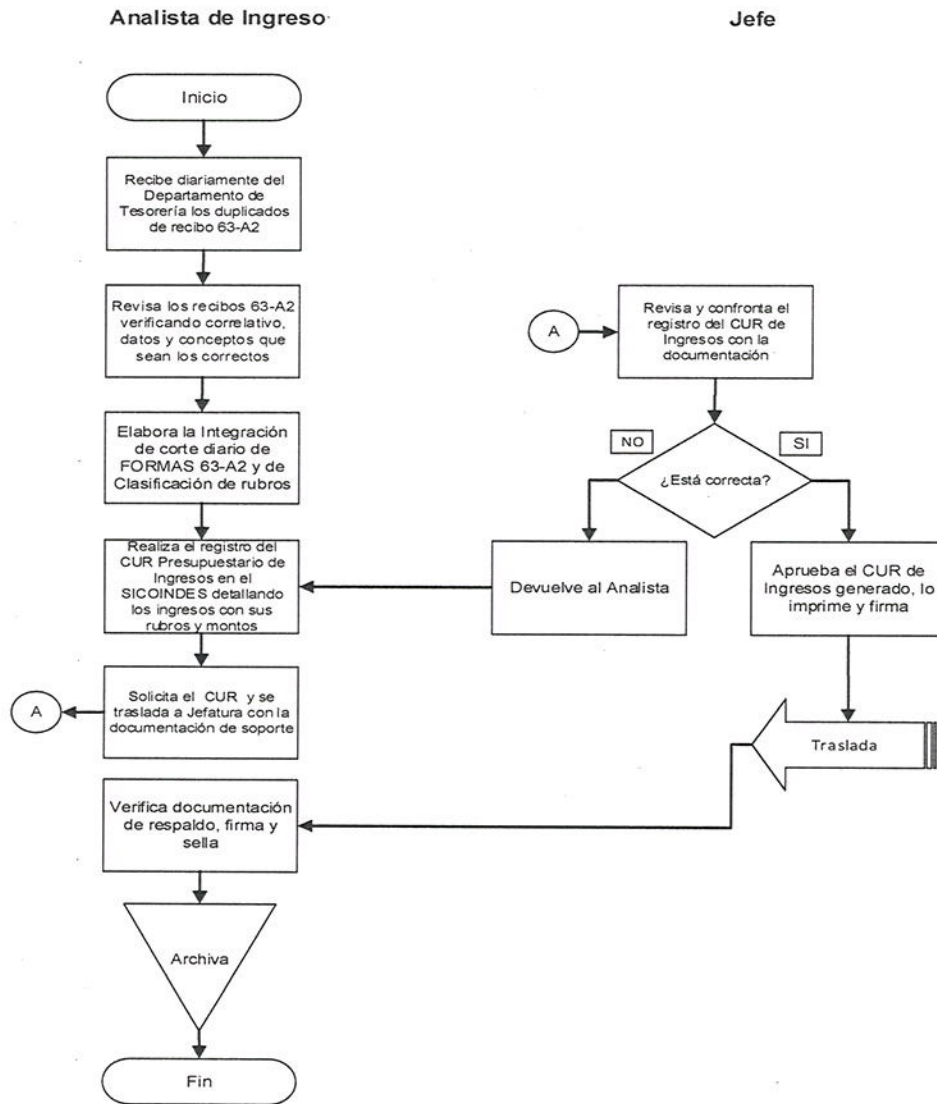 Analista de Ingreso
Jefe
Inicio
Recibe diariamente del
Departamento de
Tesorería los duplicados
de recibo 63-A2
Revisa los recibos 63-A2
verificando correlativo,
datos y conceptos que
sean los correctos
Elabora la Integración
de corte diario de
FORMAS 63-A2 y de
Clasificación de rubros
Realiza el registro del
CUR Presupuestario de
Ingresos en el
SICOINDES detallando
los ingresos con sus
rubros y montos
Solicita el CUR y se
traslada a Jefatura con la
documentación de soporte
A
A
Revisa y confronta el
registro del CUR de
Ingresos con la
documentación
NO
SI
¿Está correcta?
Devuelve al Analista
Aprueba el CUR de
Ingresos generado, lo
imprime y firma
Traslada
Verifica documentación
de respaldo, firma y
sella
Archiva
Fin